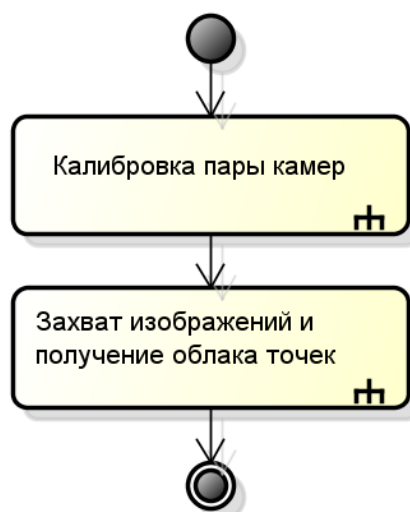 Калибровка пары камер
Захват изображений и
получение облака точек